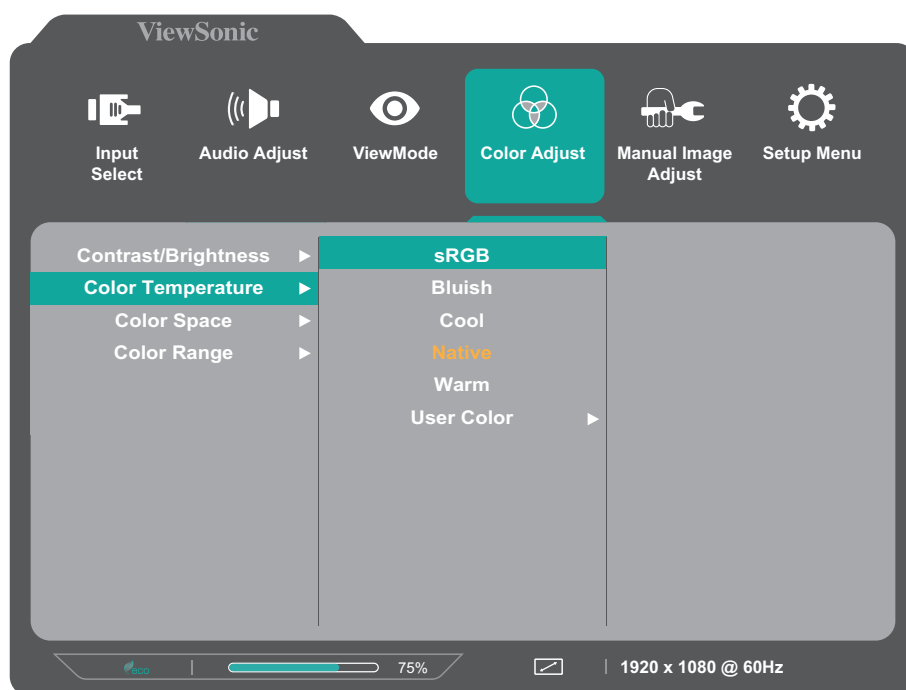 ViewSonic
Input
Select
Audio Adjust
ViewMode
Color Adjust
Manual Image
Adjust
Setup Menu
Contrast/Brightness
Color Temperature
Color Space
Color Range
sRGB
Bluish
Cool
Native
Warm
User Color
eco
75%
1920 x 1080 @ 60Hz